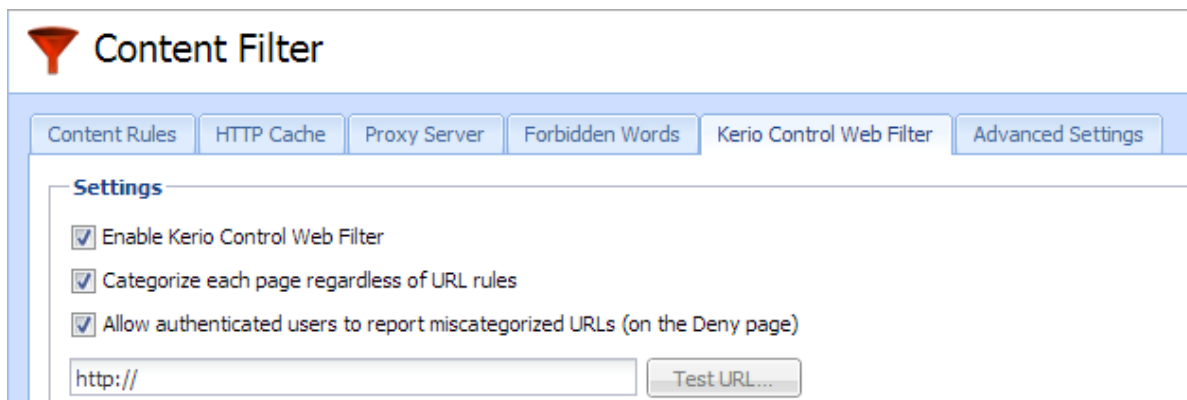 Content Filter
Content Rules HTTP Cache Proxy Server Forbidden Words Kerio Control Web Filter Advanced Settings
Settings
Enable Kerio Control Web Filter
Categorize each page regardless of URL rules
Allow authenticated users to report miscategorized URLs (on the Deny page)
http:// Test URL...